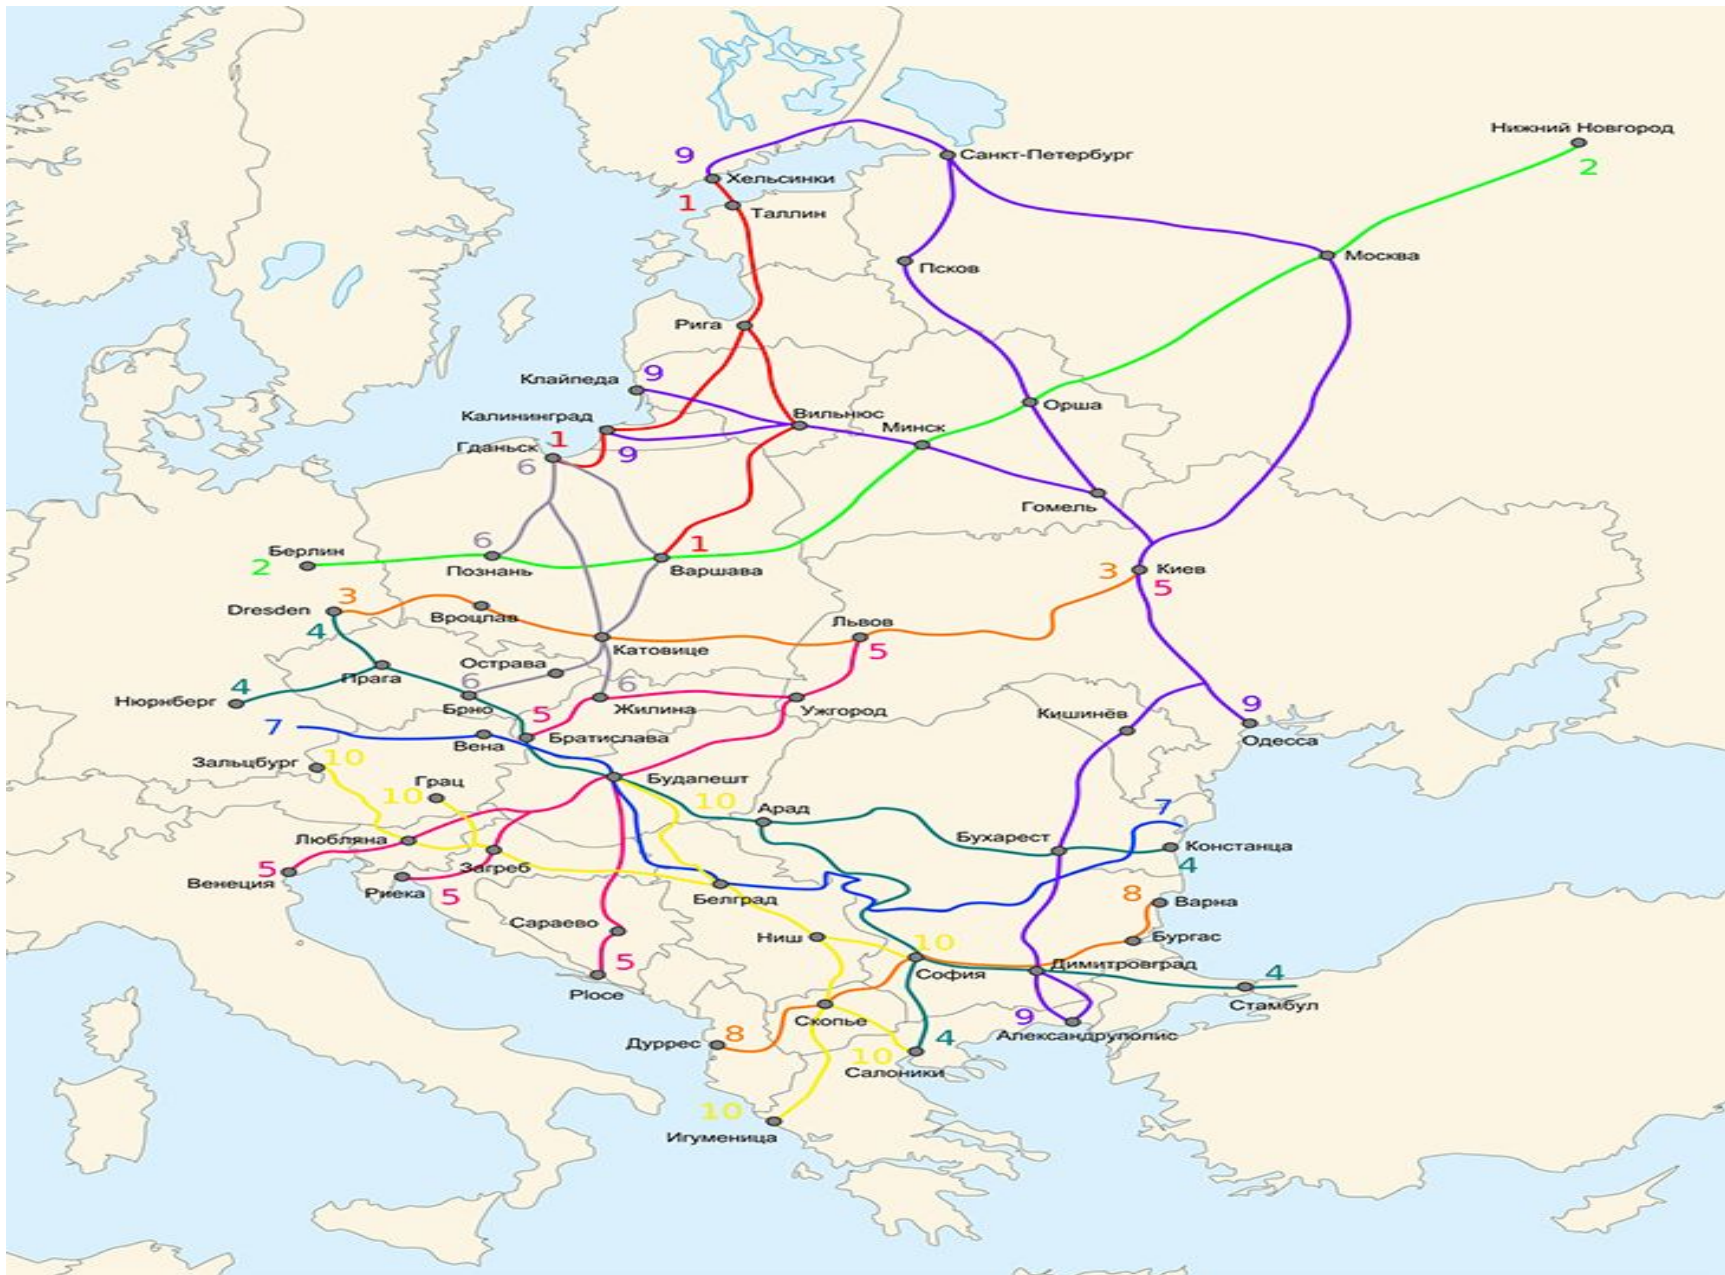 Нижний Новгород
2
9
Санкт-Петербург
Хельсинки
1
Таллин
Москва
Псков
Рига
9
Клайпеда
Вильнюс
Орша
Калининград
Минск
1
Гданьск
9
6
Гомель
6
1
Берлин
2
Познань
Варшава
3
Киев
5
3
Dresden
Вроцлав
4
Львов
5
Катовице
Острава
Прага
6
6
4
Нюрнберг
Брно
5
Жилина
Ужгород
9
Кишинёв
7
Вена
Братислава
Одесса
Зальцбург
10
Грац
Будапешт
10
10
Арад
7
Любляна
Бухарест
Констанца
5
Загреб
4
Венеция
Риека
5
Белград
8
Варна
Сараево
Ниш
10
Бургас
5
София
Димитровград
4
Ploce
Стамбул
Скопье
9
Дуррес
8
4
Александруполис
10
Салоники
10
Игуменица